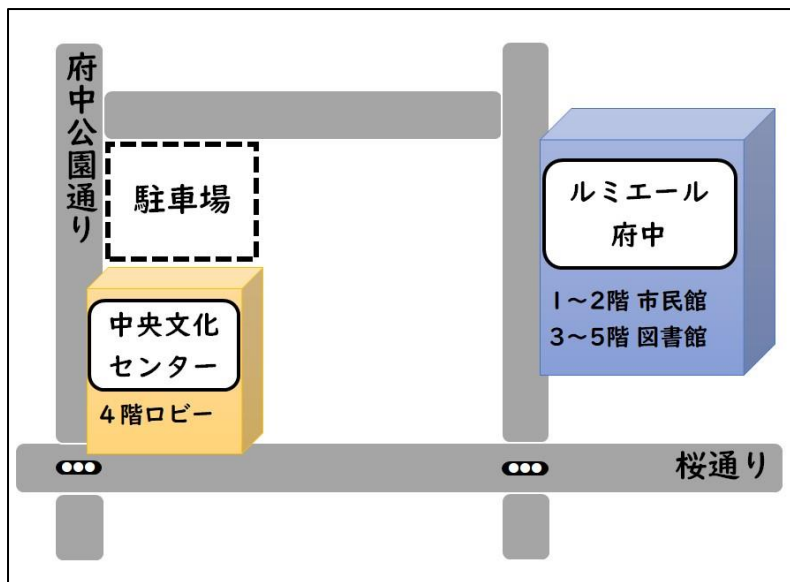 府中公園通り
駐車場
ルミエール
府中
1～2階 市民館
3～5階 図書館
中央文化
センター
4階ロビー
桜通り